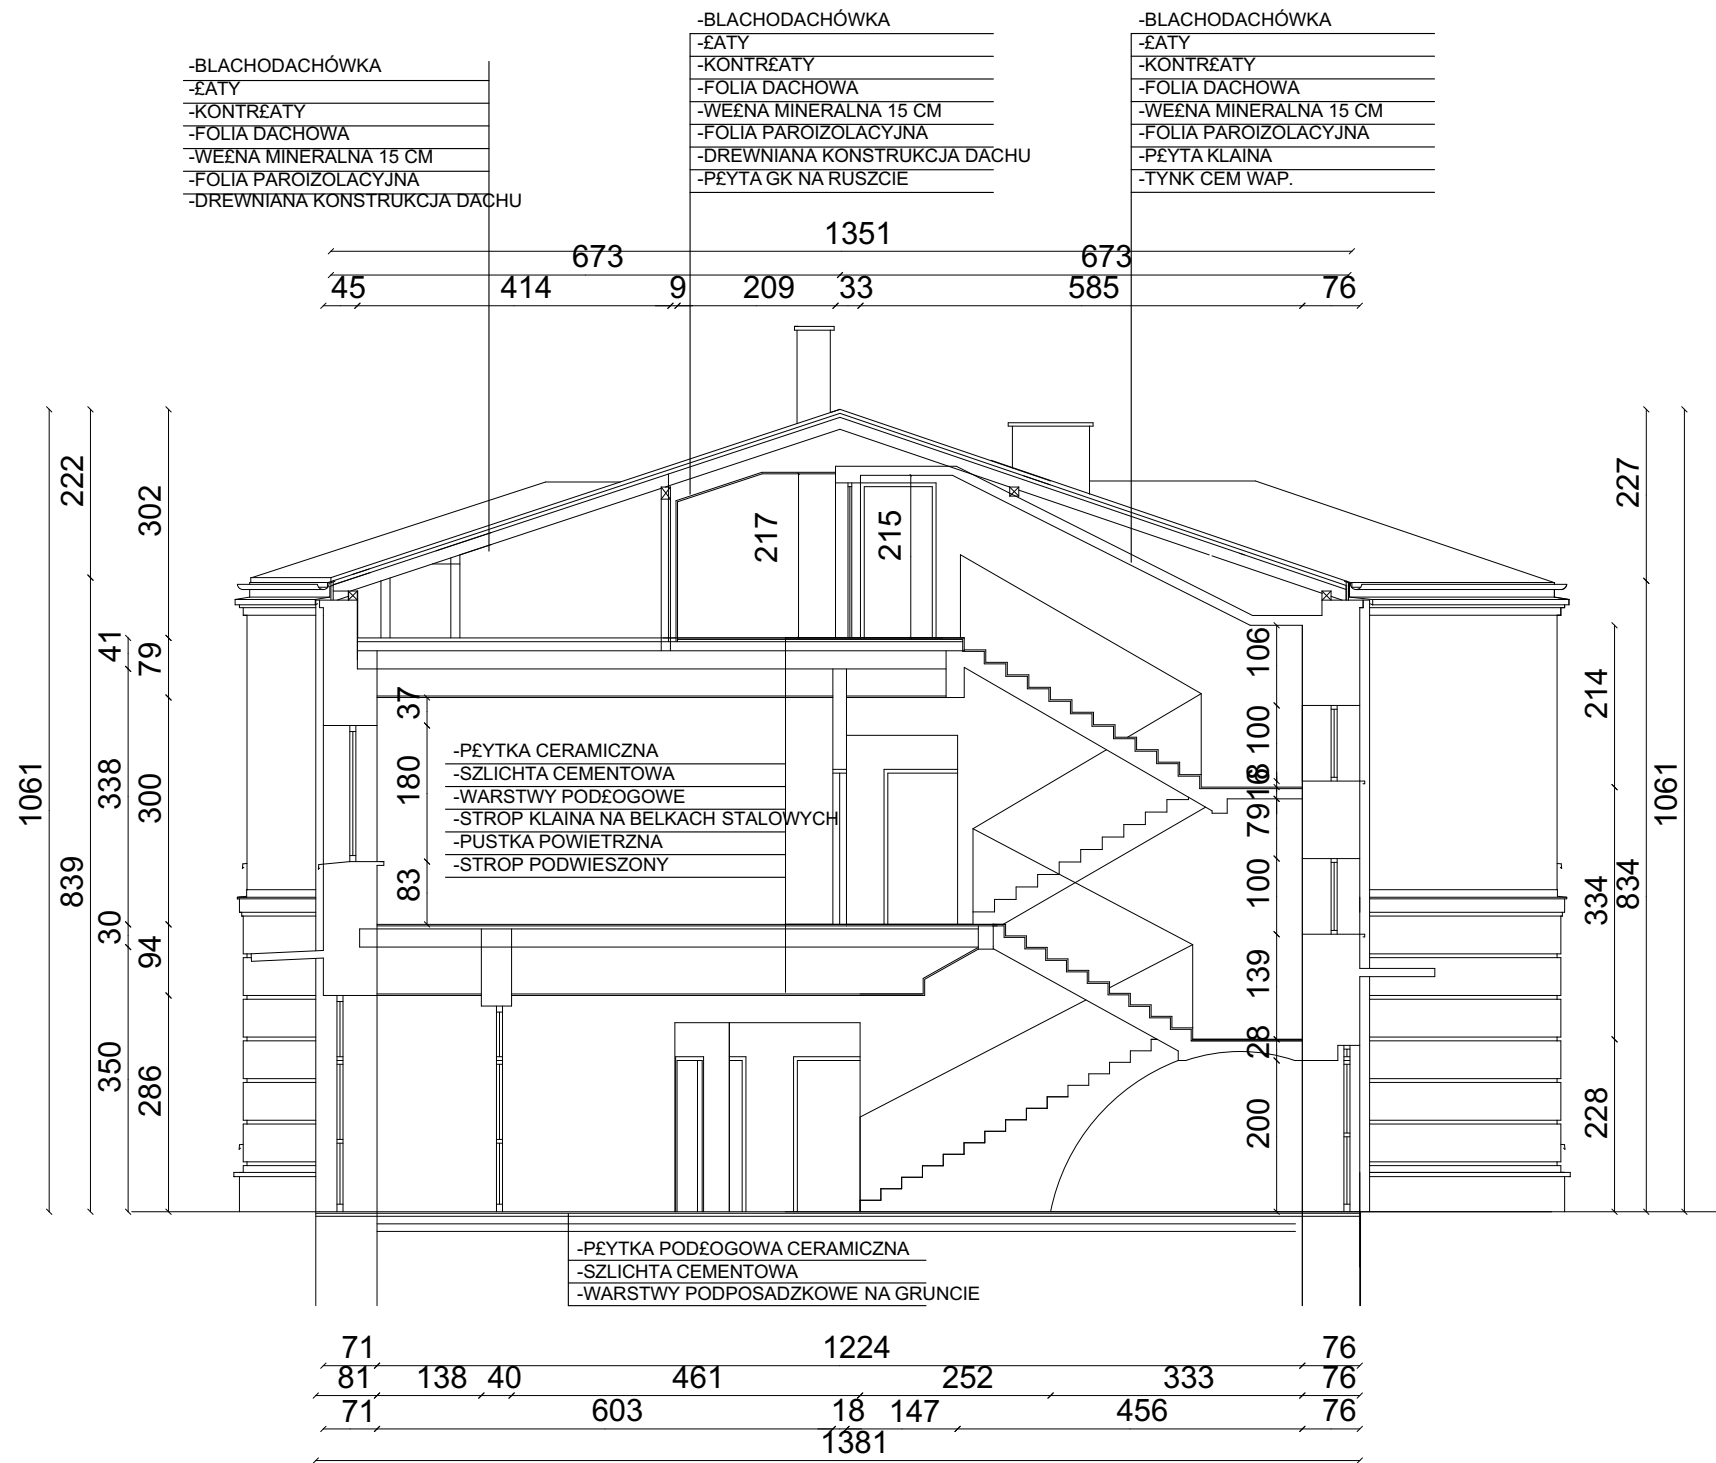 -BLACHODACHÓWKA
-£ATY
-KONTR£ATY
-FOLIA DACHOWA
-WE£NA MINERALNA 15 CM
-FOLIA PAROIZOLACYJNA
-DREWNIANA KONSTRUKCJA DACHU
-BLACHODACHÓWKA
-£ATY
-KONTR£ATY
-FOLIA DACHOWA
-WE£NA MINERALNA 15 CM
-FOLIA PAROIZOLACYJNA
-DREWNIANA KONSTRUKCJA DACHU
-P£YTA GK NA RUSZCIE
-BLACHODACHÓWKA
-£ATY
-KONTR£ATY
-FOLIA DACHOWA
-WE£NA MINERALNA 15 CM
-FOLIA PAROIZOLACYJNA
-P£YTA KLAINA
-TYNK CEM WAP.
1351
673 673
45 414 9 209 33 585 76
1061
222
839
41
338
30
350
302
79
300
94
286
37
180
83
217
215
-P£YTKA CERAMICZNA
-SZLICHTA CEMENTOWA
-WARSTWY POD£OGOWE
-STROP KLAINA NA BELKACH STALOWYCH
-PUSTKA POWIETRZNA
-STROP PODWIESZONY
106
100
16
8
79
100
139
28
200
214
334
228
227
834
1061
-P£YTKA POD£OGOWA CERAMICZNA
-SZLICHTA CEMENTOWA
-WARSTWY PODPOSADZKOWE NA GRUNCIE
71 1224 76
81 138 40 461 252 333 76
71 603 18 147 456 76
1381